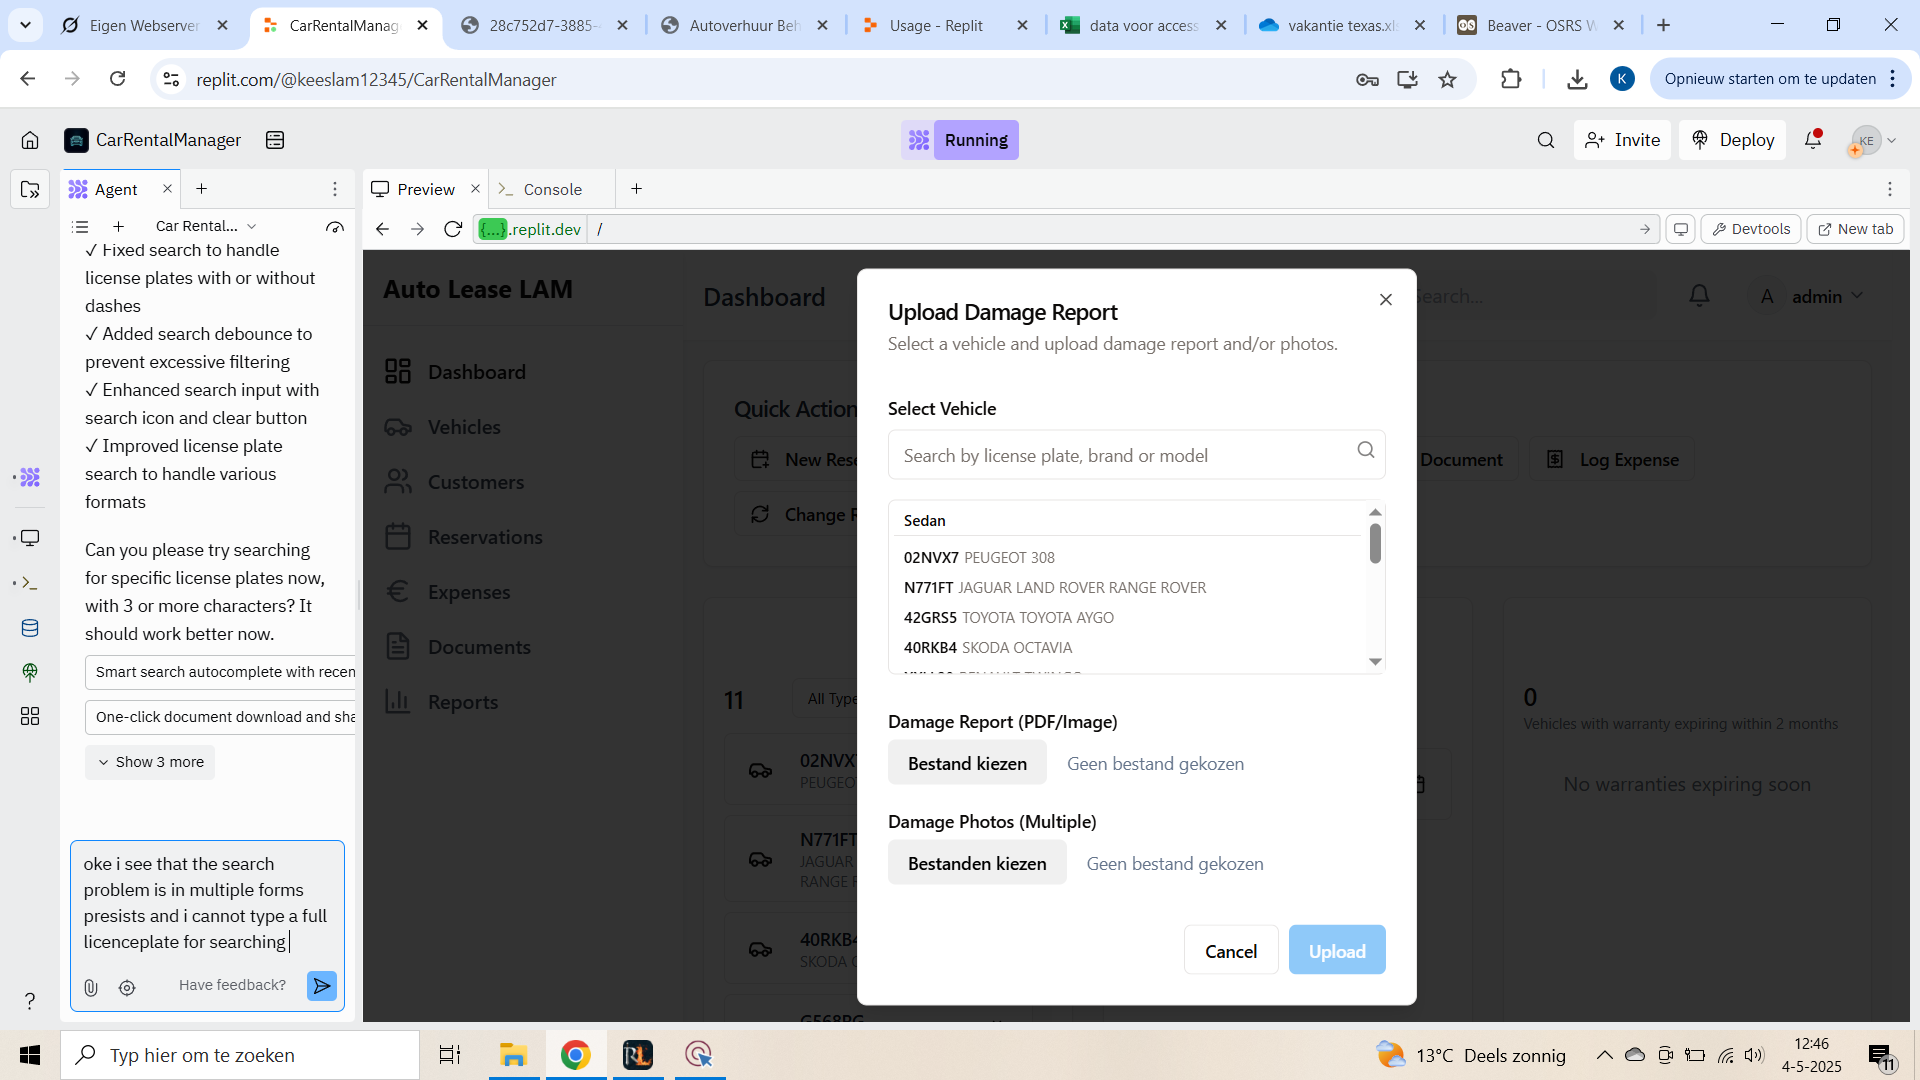 Eigen Webserver
CarRentalManag
28c752d7-3885-
Autoverhuur Beh
Usage - Replit
data voor access
vakantie texas.xls
Beaver - OSRS W
replit.com/@keeslam12345/CarRentalManager
K
Opnieuw starten om te updaten
CarRentalManager
Running
Invite
Deploy
KE
Agent
Preview
Console
Car Rental...
{...}.replit.dev
/
Devtools
New tab
✓ Fixed search to handle
license plates with or without
dashes
✓ Added search debounce to
prevent excessive filtering
✓ Enhanced search input with
search icon and clear button
✓ Improved license plate
search to handle various
formats
Can you please try searching
for specific license plates now,
with 3 or more characters? It
should work better now.
Smart search autocomplete with recen
One-click document download and sha
Show 3 more
oke i see that the search
problem is in multiple forms
presists and i cannot type a full
licenceplate for searching
Have feedback?
Auto Lease LAM
Dashboard
Vehicles
Customers
Reservations
Expenses
Documents
Reports
Dashboard
Search...
A
admin
Quick Action
New Rese
Document
Log Expense
Change R
11
All Type
02NVX
PEUGEO
N771FT
JAGUAR
RANGE R
40RKB4
SKODA O
G568RG
0
Vehicles with warranty expiring within 2 months
No warranties expiring soon
Upload Damage Report
Select a vehicle and upload damage report and/or photos.
Select Vehicle
Search by license plate, brand or model
Sedan
02NVX7 PEUGEOT 308
N771FT JAGUAR LAND ROVER RANGE ROVER
42GRS5 TOYOTA TOYOTA AYGO
40RKB4 SKODA OCTAVIA
Damage Report (PDF/Image)
Bestand kiezen
Geen bestand gekozen
Damage Photos (Multiple)
Bestanden kiezen
Geen bestand gekozen
Cancel
Upload
Typ hier om te zoeken
13°C Deels zonnig
12:46
4-5-2025
11